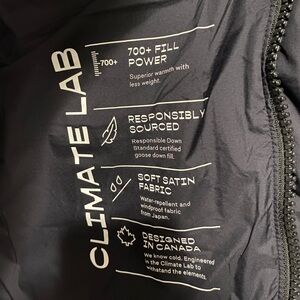 CLIMATE LAB
-700+
700+ FILL
POWER
Superior warmth with
less weight.
RESPONSIBLY
SOURCED
Responsible Down
Standard certified
goose down fill.
SOFT SATIN
FABRIC
Water-repellent and
windproof fabric
from Japan.
DESIGNED
IN CANADA
We know cold. Engineered
in the Climate Lab to
withstand the elements.